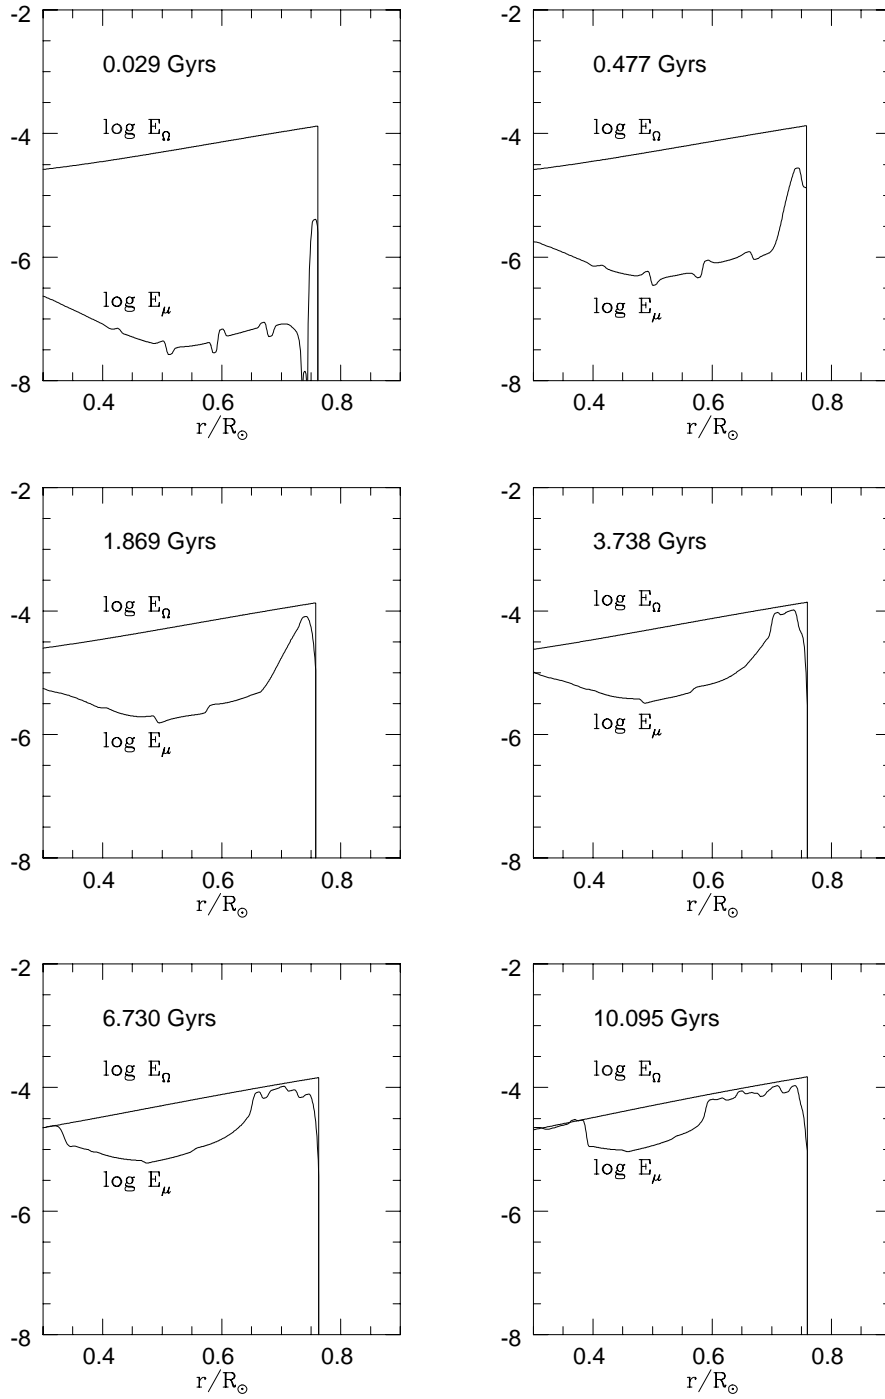 -2
-4
-6
-8
0.029 Gyrs
log E_Ω
log E_μ
0.4 0.6 0.8
r/R_⊙
-2
-4
-6
-8
0.477 Gyrs
log E_Ω
log E_μ
0.4 0.6 0.8
r/R_⊙
-2
-4
-6
-8
1.869 Gyrs
log E_Ω
log E_μ
0.4 0.6 0.8
r/R_⊙
-2
-4
-6
-8
3.738 Gyrs
log E_Ω
log E_μ
0.4 0.6 0.8
r/R_⊙
-2
-4
-6
-8
6.730 Gyrs
log E_Ω
log E_μ
0.4 0.6 0.8
r/R_⊙
-2
-4
-6
-8
10.095 Gyrs
log E_Ω
log E_μ
0.4 0.6 0.8
r/R_⊙